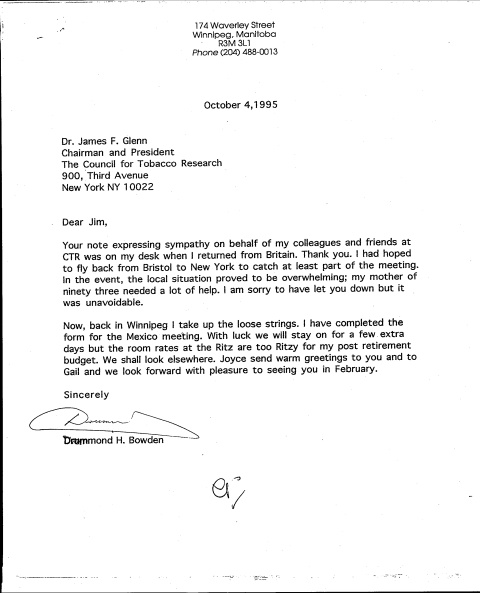 174 Waverley Street
Winnipeg, Manitoba
R3M 3L1
Phone (204) 488-0013
October 4,1995
Dr. James F. Glenn
Chairman and President
The Council for Tobacco Research
900, Third Avenue
New York NY 10022
Dear Jim,
Your note expressing sympathy on behalf of my colleagues and friends at
CTR was on my desk when I returned from Britain. Thank you. I had hoped
to fly back from Bristol to New York to catch at least part of the meeting.
In the event, the local situation proved to be overwhelming; my mother of
ninety three needed a lot of help. I am sorry to have let you down but it
was unavoidable.
Now, back in Winnipeg I take up the loose strings. I have completed the
form for the Mexico meeting. With luck we will stay on for a few extra
days but the room rates at the Ritz are too Ritzy for my post retirement
budget. We shall look elsewhere. Joyce send warm greetings to you and to
Gail and we look forward with pleasure to seeing you in February.
Sincerely
Drummond H. Bowden